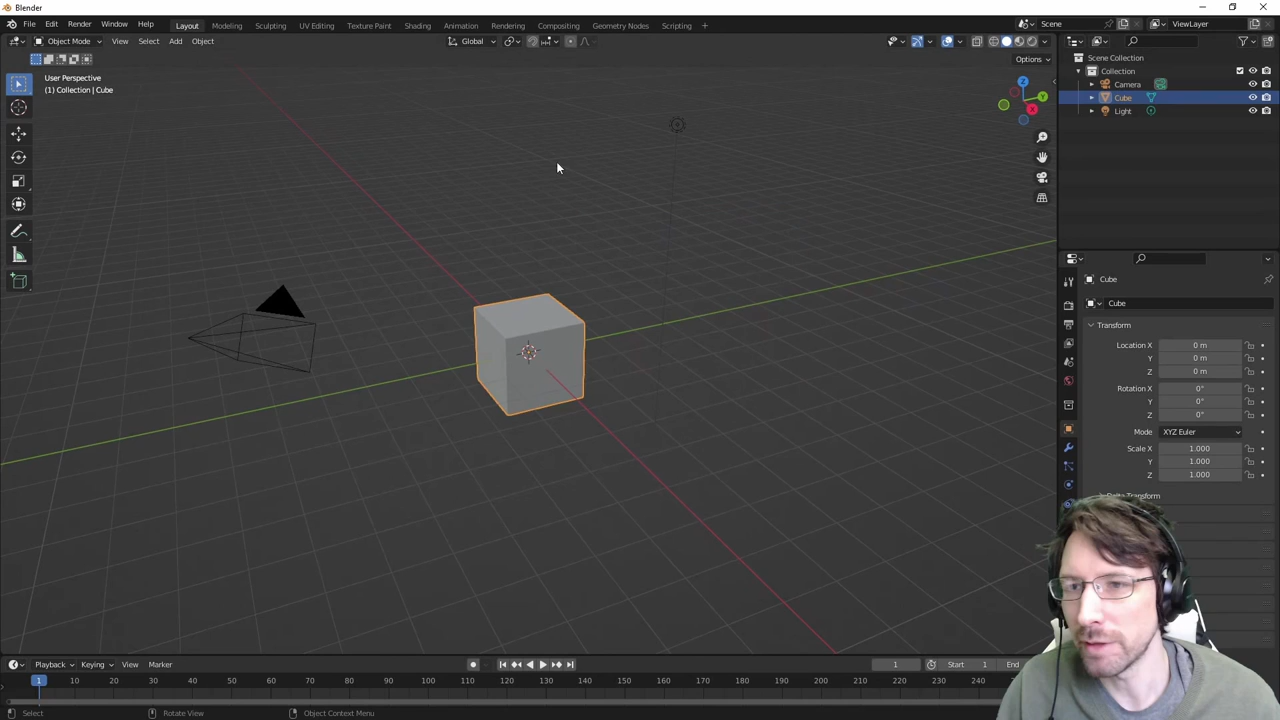 Blender
File Edit Render Window Help Layout Modeling Sculpting UV Editing Texture Paint Shading Animation Rendering Compositing Geometry Nodes Scripting + Scene ViewLayer
Object Mode View Select Add Object Global
Options
User Perspective
(1) Collection | Cube
X
Y
Z
Scene Collection
Collection
Camera
Cube
Light
Cube
Cube
Transform
Location X 0 m
Y 0 m
Z 0 m
Rotation X 0°
Y 0°
Z 0°
Mode XYZ Euler
Scale X 1.000
Y 1.000
Z 1.000
Delta Transform
Playback Keying View Marker 1 Start 1 End
1 10 20 30 40 50 60 70 80 90 100 110 120 130 140 150 160 170 180 190 200 210 220 230 240
Select Rotate View Object Context Menu